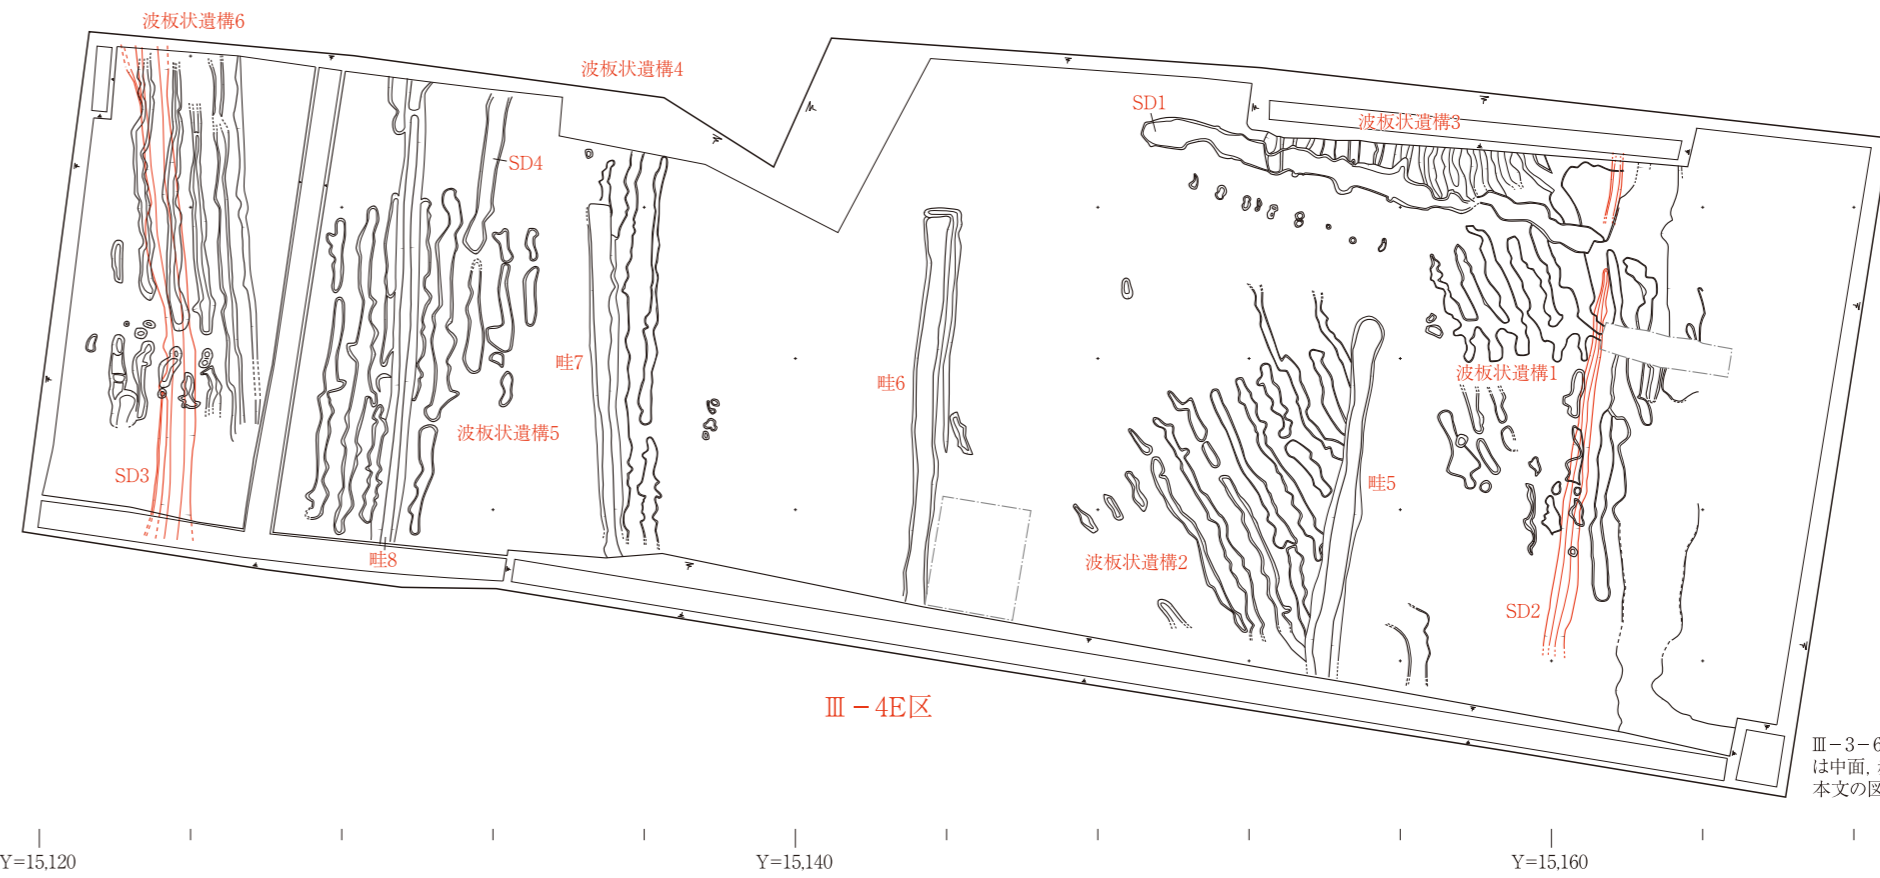 波板状遺構6
波板状遺構4
SD1
波板状遺構3
SD4
畦7
畦6
波板状遺構1
波板状遺構5
SD3
畦5
畦8
波板状遺構2
SD2
Ⅲ－4E区
Ⅲ－3－6
は中面，
本文の図
Y=15,120
Y=15,140
Y=15,160